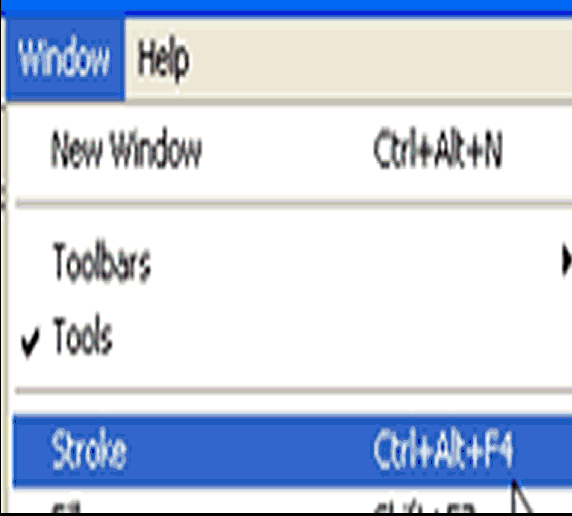 Window Help
New Window Ctrl+Alt+N
Toolbars
Tools
Stroke Ctrl+Alt+F4